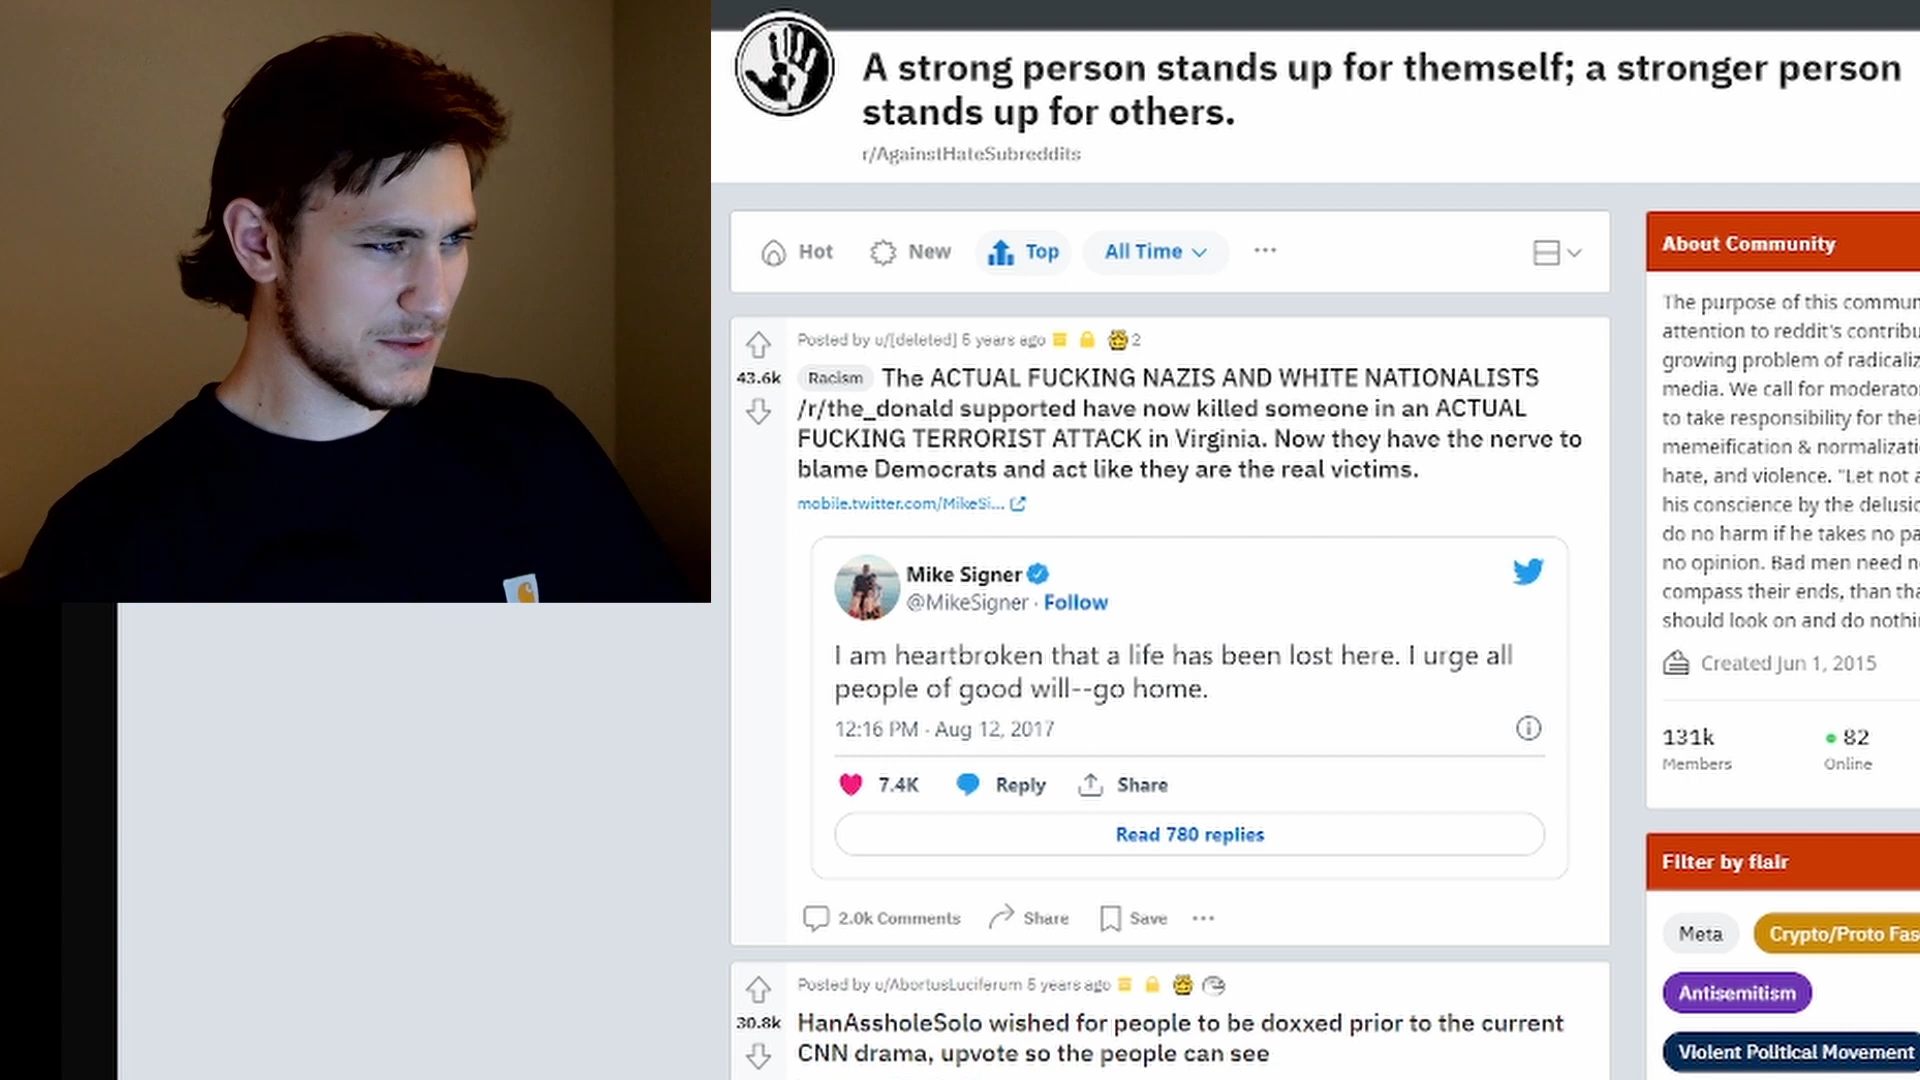 A strong person stands up for themself; a stronger person
stands up for others.
r/AgainstHateSubreddits
Hot
New
Top
All Time
Posted by u/[deleted] 5 years ago
2
43.6k
Racism The ACTUAL FUCKING NAZIS AND WHITE NATIONALISTS
/r/the_donald supported have now killed someone in an ACTUAL
FUCKING TERRORIST ATTACK in Virginia. Now they have the nerve to
blame Democrats and act like they are the real victims.
mobile.twitter.com/MikeSi...
Mike Signer
@MikeSigner · Follow
I am heartbroken that a life has been lost here. I urge all
people of good will--go home.
12:16 PM · Aug 12, 2017
7.4K Reply Share
Read 780 replies
2.0k Comments Share Save
Posted by u/AbortusLuciferum 5 years ago
30.8k
HanAssholeSolo wished for people to be doxxed prior to the current
CNN drama, upvote so the people can see
About Community
The purpose of this commun
attention to reddit's contribu
growing problem of radicaliz
media. We call for moderator
to take responsibility for thei
memeification & normalizati
hate, and violence. "Let not a
his conscience by the delusio
do no harm if he takes no pa
no opinion. Bad men need n
compass their ends, than tha
should look on and do nothin
Created Jun 1, 2015
131k
Members
82
Online
Filter by flair
Meta
Crypto/Proto Fas
Antisemitism
Violent Political Movement